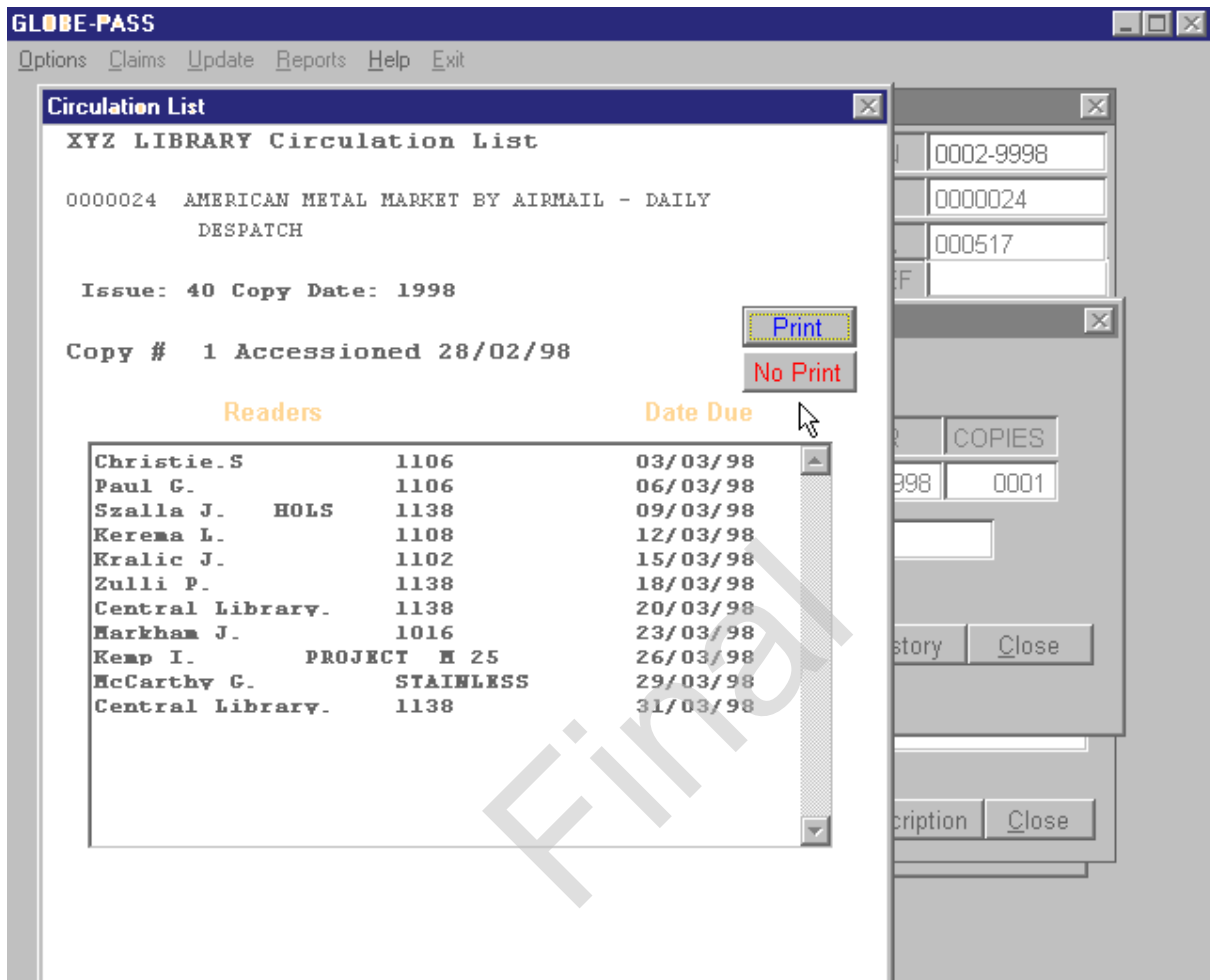 GLOBE-PASS
Options Claims Update Reports Help Exit
Circulation List
XYZ LIBRARY Circulation List
0000024 AMERICAN METAL MARKET BY AIRMAIL - DAILY
DESPATCH
Issue: 40 Copy Date: 1998
Copy # 1 Accessioned 28/02/98
Print
No Print
Readers Date Due
Christie.S 1106 03/03/98
Paul G. 1106 06/03/98
Szalla J. HOLS 1138 09/03/98
Kerema L. 1108 12/03/98
Kralic J. 1102 15/03/98
Zulli P. 1138 18/03/98
Central Library. 1138 20/03/98
Markham J. 1016 23/03/98
Kemp I. PROJECT M 25 26/03/98
McCarthy G. STAINLESS 29/03/98
Central Library. 1138 31/03/98
N 0002-9998
0000024
000517
EF
R COPIES
998 0001
story Close
cription Close
Final